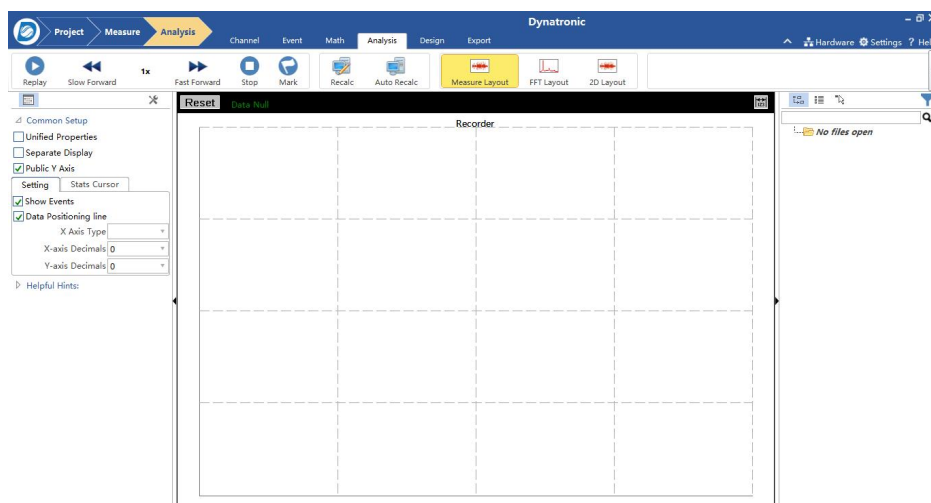 Dynatronic
Project
Measure
Analysis
Channel
Event
Math
Analysis
Design
Export
Hardware
Settings
? Hel
Replay
Slow Forward
1x
Fast Forward
Stop
Mark
Recalc
Auto Recalc
Measure Layout
FFT Layout
2D Layout
Common Setup
Unified Properties
Separate Display
Public Y Axis
Setting
Stats Cursor
Show Events
Data Positioning line
X Axis Type
X-axis Decimals 0
Y-axis Decimals 0
Helpful Hints:
Reset
Data Null
Recorder
No files open